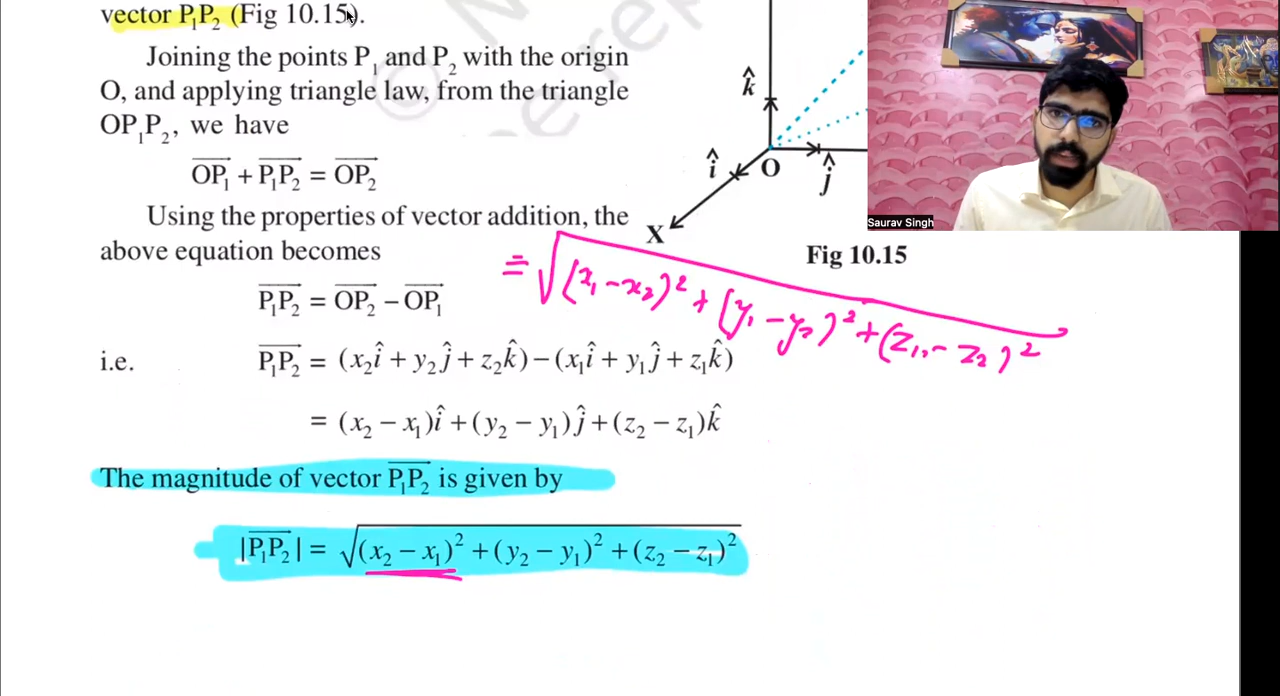 vector P₁P₂ (Fig 10.15).
Joining the points P₁ and P₂ with the origin
O, and applying triangle law, from the triangle
OP₁P₂, we have
OP₁ + P₁P₂ = OP₂
Using the properties of vector addition, the
above equation becomes
P₁P₂ = OP₂ − OP₁
i.e. P₁P₂ = (x₂î + y₂ĵ + z₂k̂) − (x₁î + y₁ĵ + z₁k̂)
= (x₂ − x₁)î + (y₂ − y₁)ĵ + (z₂ − z₁)k̂
The magnitude of vector P₁P₂ is given by
|P₁P₂| = √(x₂ − x₁)² + (y₂ − y₁)² + (z₂ − z₁)²
k̂
î
O
ĵ
X
Fig 10.15
= √(x₁ − x₂)² + (y₁ − y₂)² + (z₁ − z₂)²
Saurav Singh